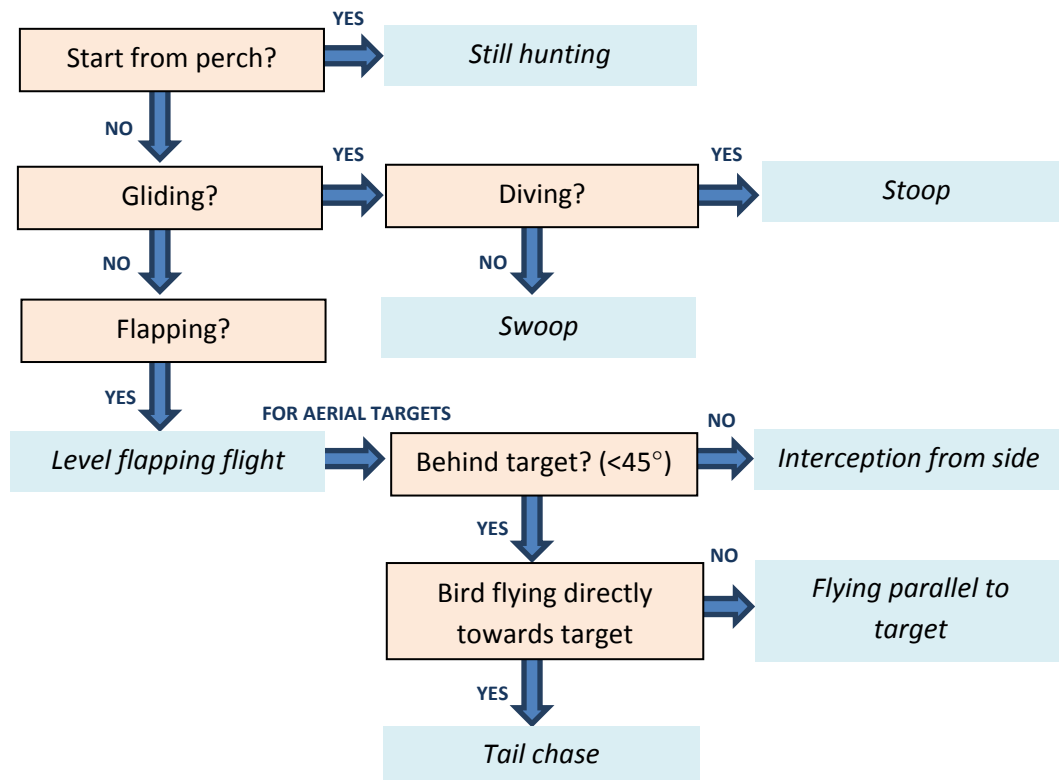 YES
Start from perch?
Still hunting
NO
YES
YES
Gliding?
Diving?
Stoop
NO
NO
Flapping?
Swoop
YES
FOR AERIAL TARGETS
NO
Level flapping flight
Behind target? (<45°)
Interception from side
YES
NO
Bird flying directly
towards target
Flying parallel to
target
YES
Tail chase